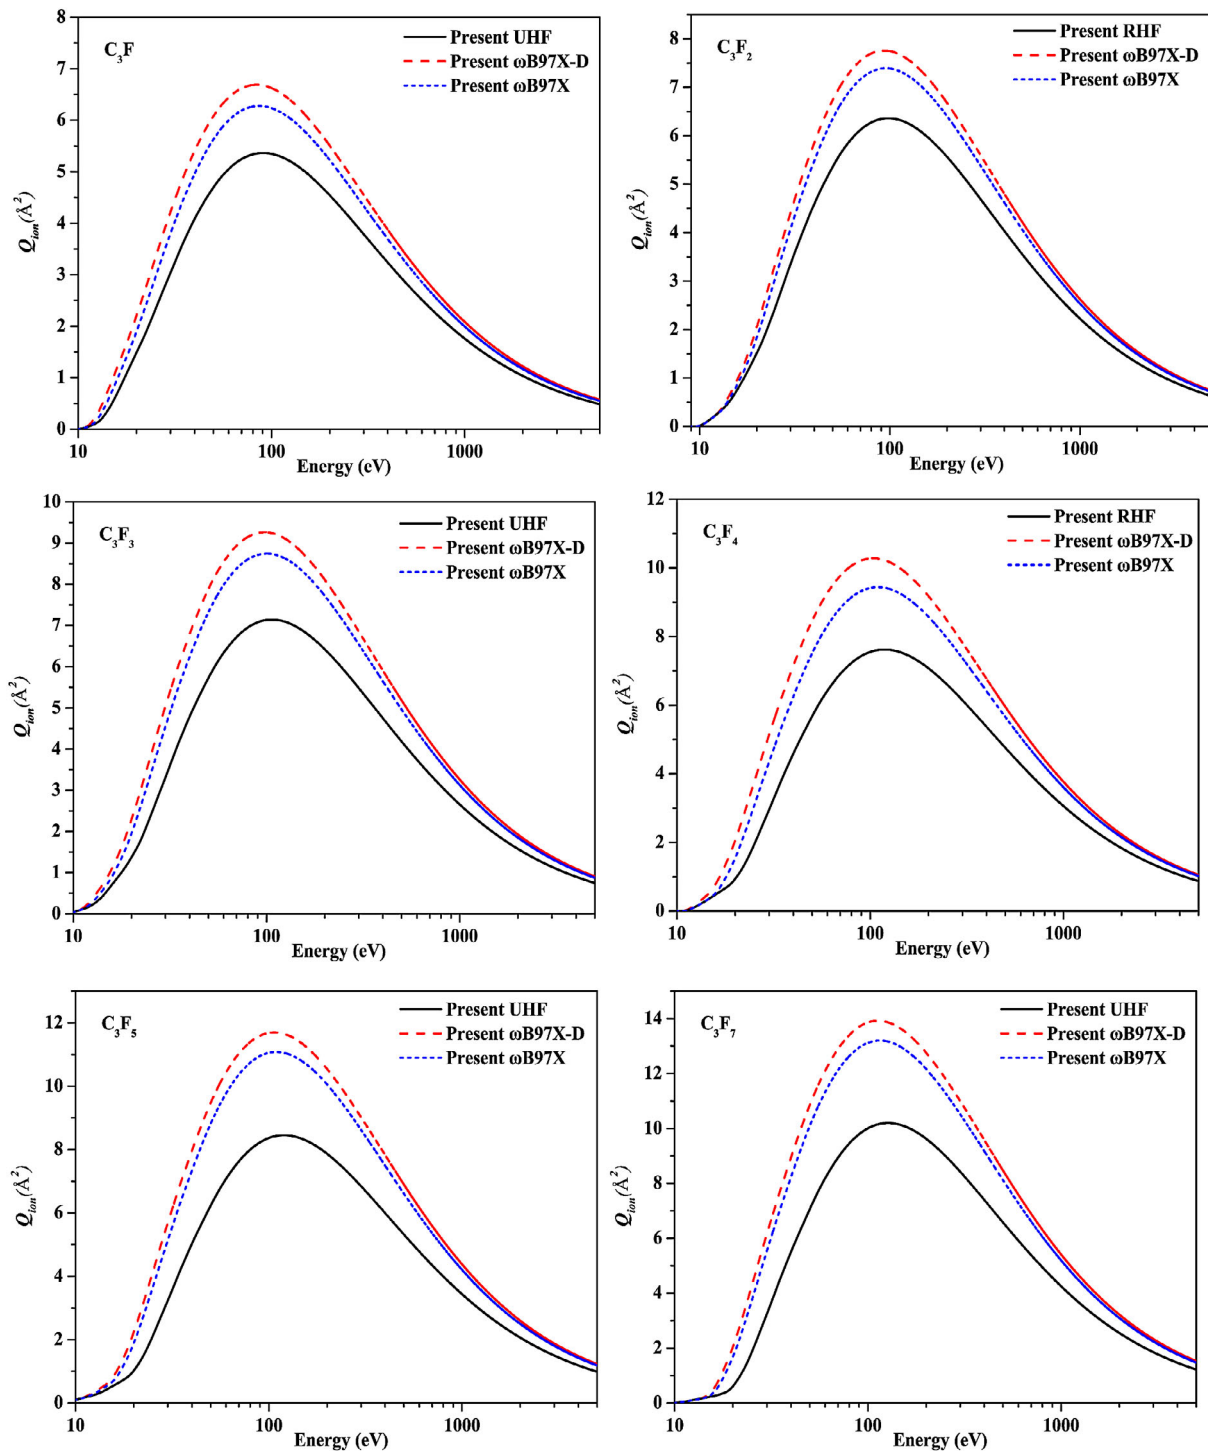 C₃F
Present UHF
Present ωB97X-D
Present ωB97X
Q_ion (Å²)
8
7
6
5
4
3
2
1
0
10 100 1000
Energy (eV)
C₃F₂
Present RHF
Present ωB97X-D
Present ωB97X
Q_ion (Å²)
8
7
6
5
4
3
2
1
0
10 100 1000
Energy (eV)
C₃F₃
Present UHF
Present ωB97X-D
Present ωB97X
Q_ion (Å²)
10
9
8
7
6
5
4
3
2
1
0
10 100 1000
Energy (eV)
C₃F₄
Present RHF
Present ωB97X-D
Present ωB97X
Q_ion (Å²)
12
10
8
6
4
2
0
10 100 1000
Energy (eV)
C₃F₅
Present UHF
Present ωB97X-D
Present ωB97X
Q_ion (Å²)
12
10
8
6
4
2
0
10 100 1000
Energy (eV)
C₃F₇
Present UHF
Present ωB97X-D
Present ωB97X
Q_ion (Å²)
14
12
10
8
6
4
2
0
10 100 1000
Energy (eV)